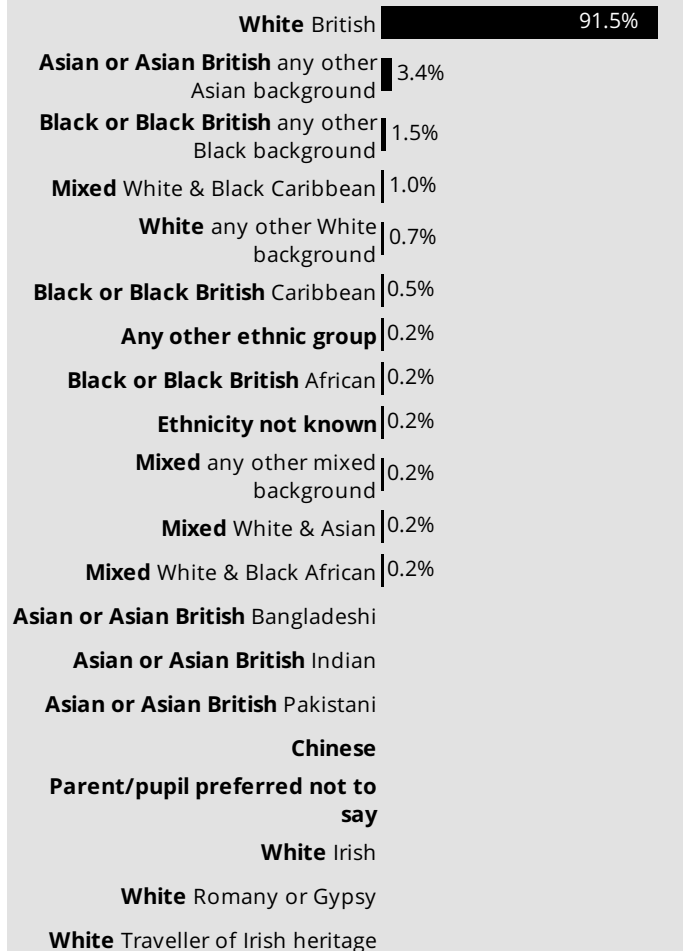 White British 91.5%
Asian or Asian British any other
Asian background 3.4%
Black or Black British any other
Black background 1.5%
Mixed White & Black Caribbean 1.0%
White any other White
background 0.7%
Black or Black British Caribbean 0.5%
Any other ethnic group 0.2%
Black or Black British African 0.2%
Ethnicity not known 0.2%
Mixed any other mixed
background 0.2%
Mixed White & Asian 0.2%
Mixed White & Black African 0.2%
Asian or Asian British Bangladeshi
Asian or Asian British Indian
Asian or Asian British Pakistani
Chinese
Parent/pupil preferred not to
say
White Irish
White Romany or Gypsy
White Traveller of Irish heritage